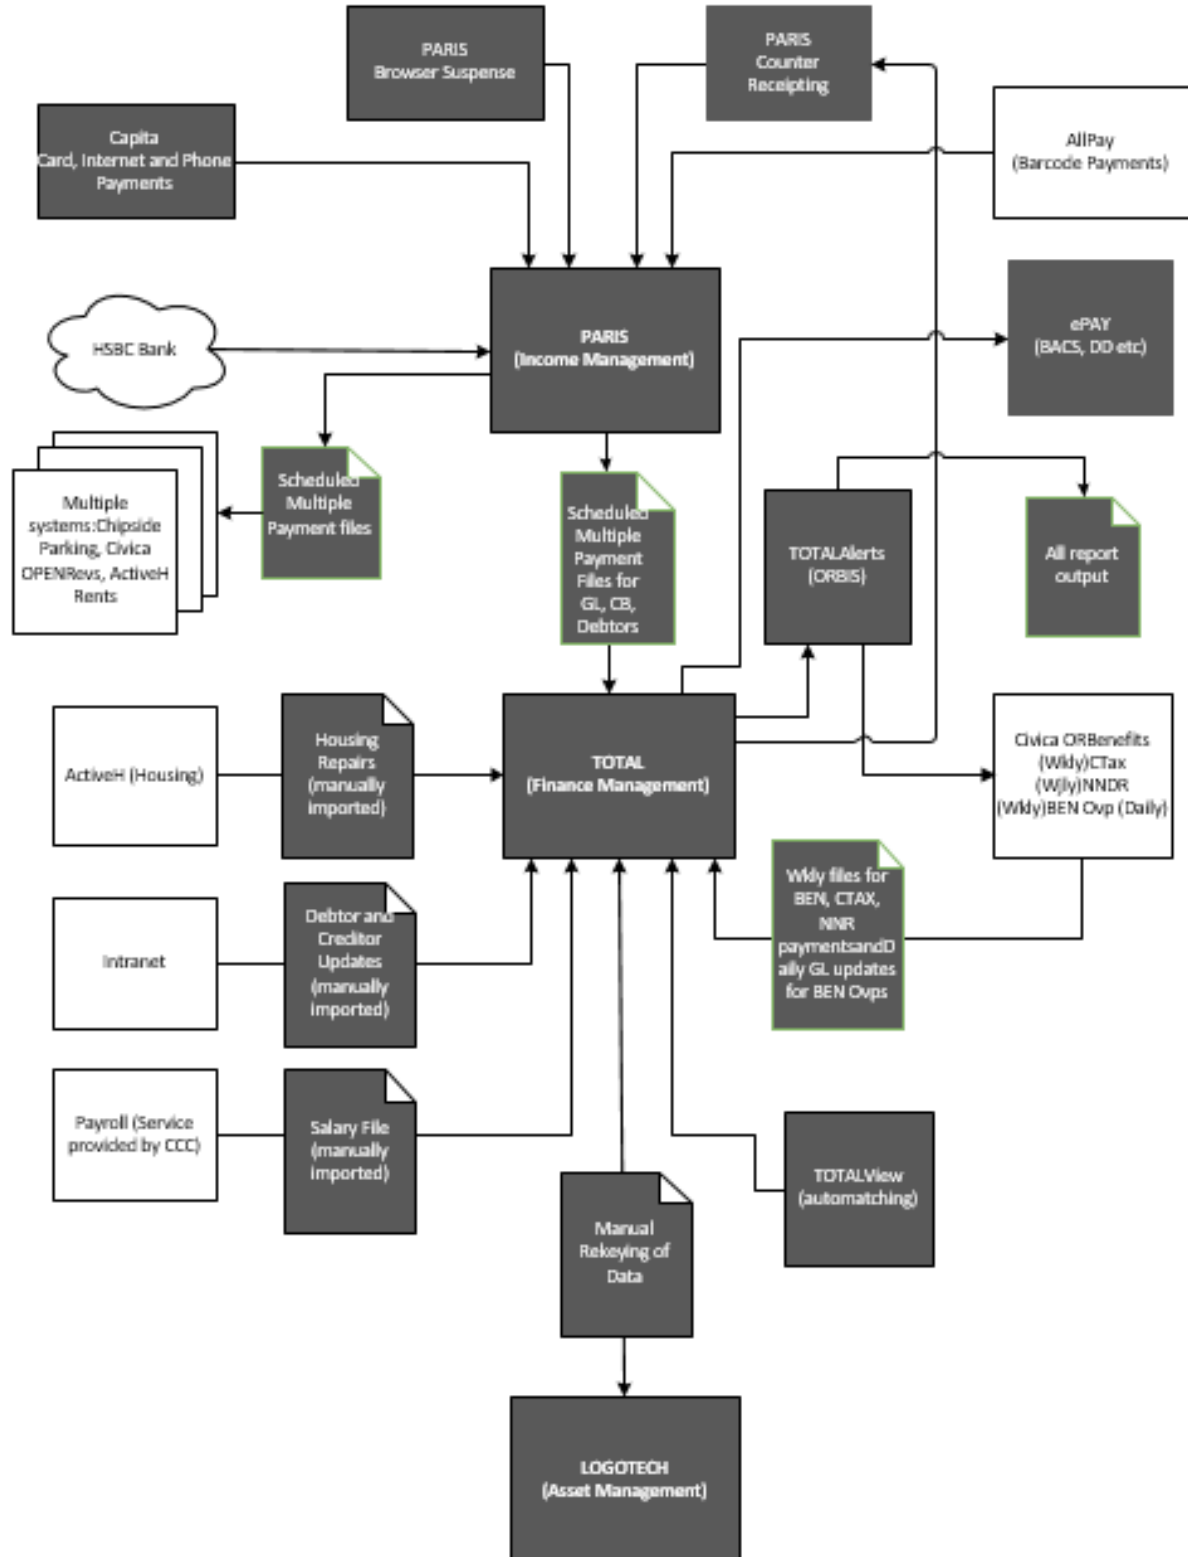 PARIS
Browser Suspense
PARIS
Counter
Receipting
Capita
Card, Internet and Phone
Payments
AllPay
(Barcode Payments)
PARIS
(Income Management)
ePAY
(BACS, DD etc)
HSBC Bank
Scheduled
Multiple
Payment files
Multiple
systems:Chipside
Parking, Civica
OPENRevs, ActiveH
Rents
Scheduled
Multiple
Payment
Files for
GL, CB,
Debtors
TOTALAlerts
(ORBIS)
All report
output
ActiveH (Housing)
Housing
Repairs
(manually
imported)
TOTAL
(Finance Management)
Civica ORBenefits
(Wkly)CTax
(Wjly)NNDR
(Wkly)BEN Ovp (Daily)
Intranet
Debtor and
Creditor
Updates
(manually
imported)
Wkly files for
BEN, CTAX,
NNR
paymentsandD
aily GL updates
for BEN Ovps
Payroll (Service
provided by CCC)
Salary File
(manually
imported)
TOTALView
(automatching)
Manual
Rekeying of
Data
LOGOTECH
(Asset Management)